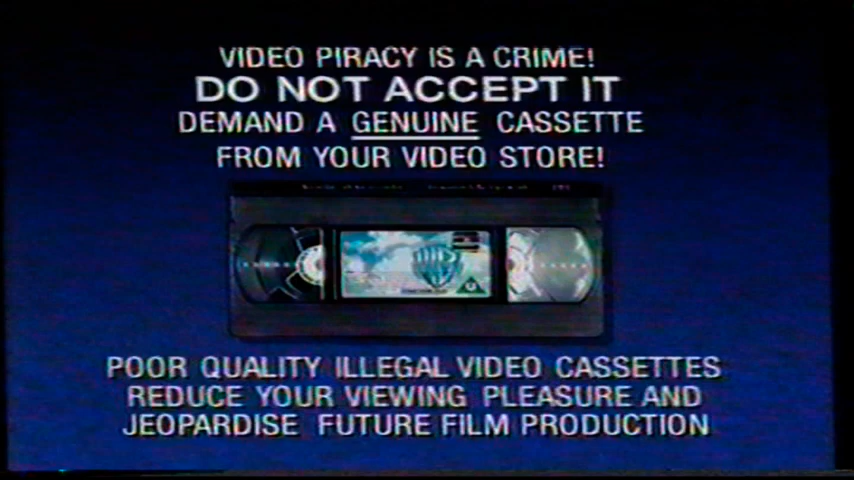 VIDEO PIRACY IS A CRIME!
DO NOT ACCEPT IT
DEMAND A GENUINE CASSETTE
FROM YOUR VIDEO STORE!
POOR QUALITY ILLEGAL VIDEO CASSETTES
REDUCE YOUR VIEWING PLEASURE AND
JEOPARDISE FUTURE FILM PRODUCTION